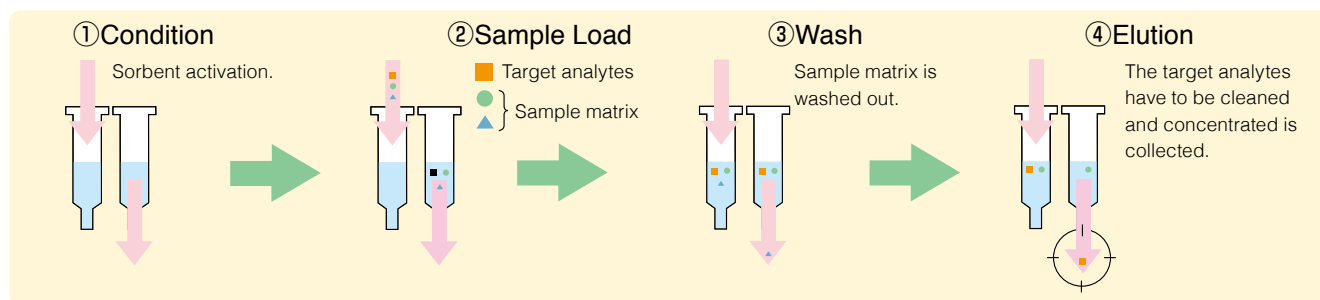 ①Condition
Sorbent activation.
②Sample Load
Target analytes
Sample matrix
③Wash
Sample matrix is
washed out.
④Elution
The target analytes
have to be cleaned
and concentrated is
collected.